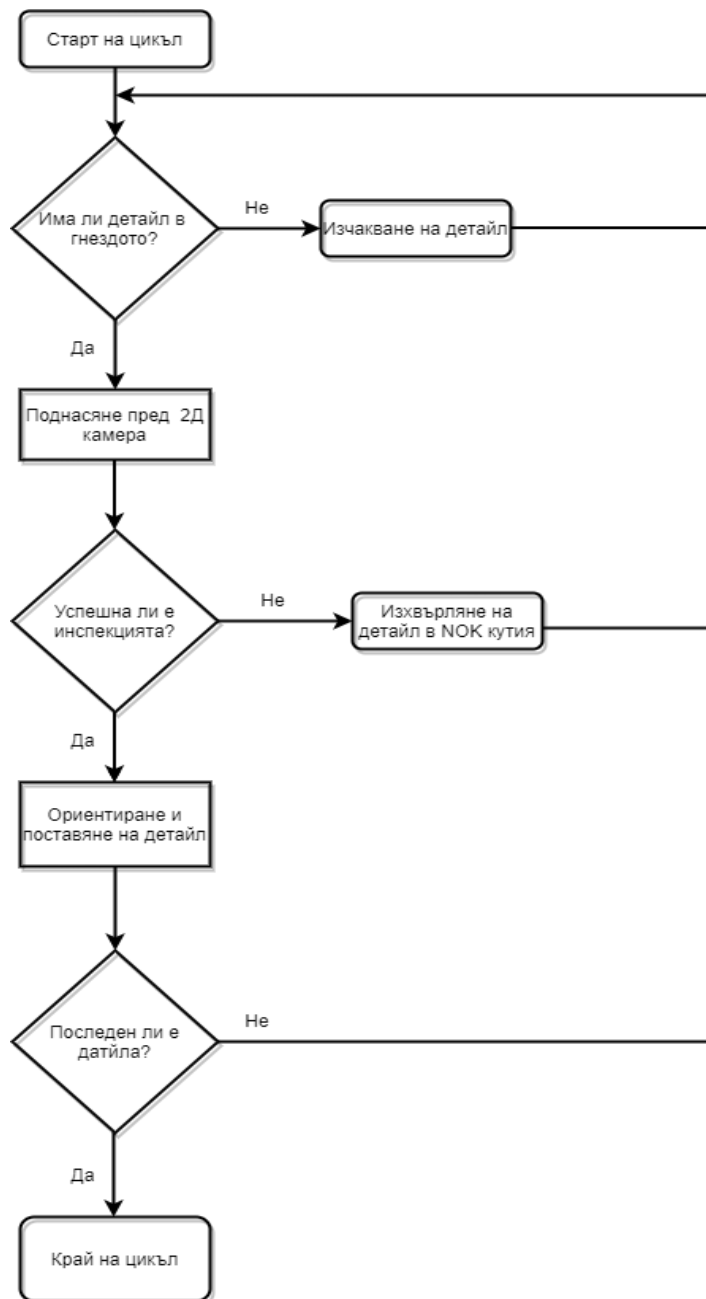 Старт на цикъл
Има ли детайл в
гнездото?
Не
Изчакване на детайл
Да
Поднасяне пред 2Д
камера
Успешна ли е
инспекцията?
Не
Изхвърляне на
детайл в NOK кутия
Да
Ориентиране и
поставяне на детайл
Последен ли е
датйла?
Не
Да
Край на цикъл